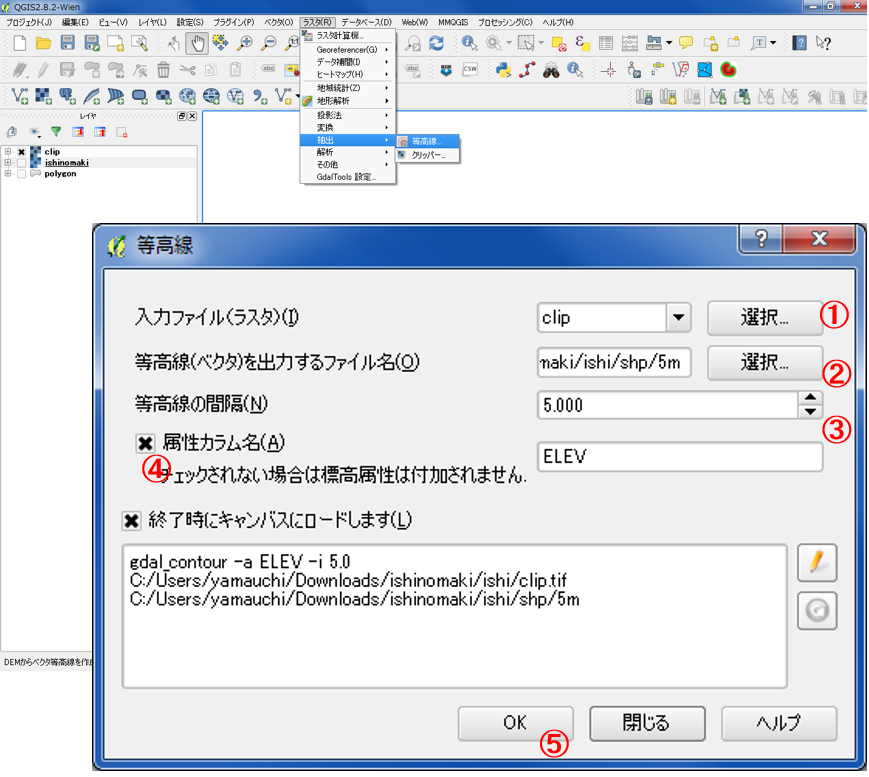 QGIS2.8.2-Wien
プロジェクト(J) 編集(E) ビュー(V) レイヤ(L) 設定(S) プラグイン(P) ベクタ(O) ラスタ(R) データベース(D) Web(W) MMQGIS プロセッシング(C) ヘルプ(H)
ラスタ計算機...
Georeferencer(G)
データ補間(I)
ヒートマップ(H)
地域統計(Z)
地形解析
投影法
変換
抽出
解析
その他
GdalTools 設定...
等高線...
クリッパー...
CSW
レイヤ
clip
ishinomaki
polygon
DEMからベクタ等高線を作成
等高線
入力ファイル(ラスタ)(I) clip 選択... ①
等高線(ベクタ)を出力するファイル名(O) maki/ishi/shp/5m 選択... ②
等高線の間隔(N) 5.000 ③
属性カラム名(A) ELEV
④ チェックされない場合は標高属性は付加されません.
終了時にキャンバスにロードします(L)
gdal_contour -a ELEV -i 5.0
C:/Users/yamauchi/Downloads/ishinomaki/ishi/clip.tif
C:/Users/yamauchi/Downloads/ishinomaki/ishi/shp/5m
OK 閉じる ヘルプ
⑤